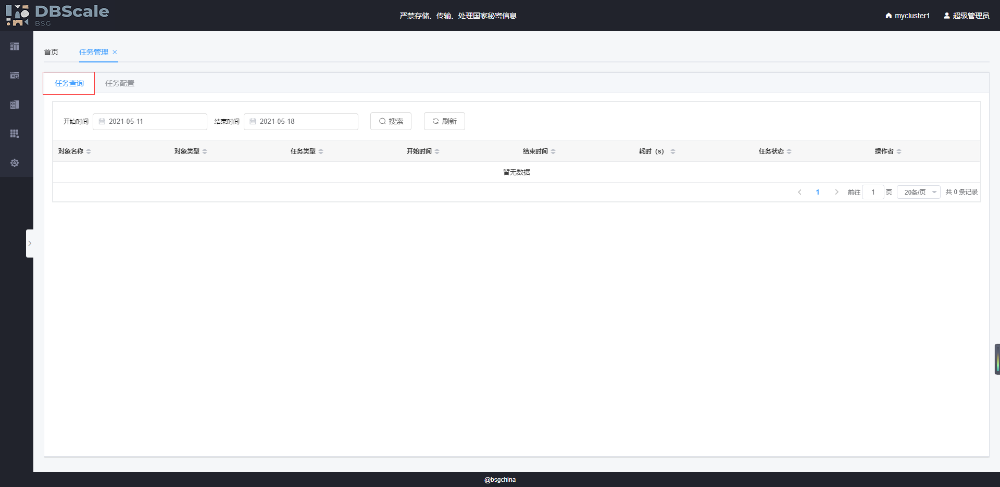 DBScale
BSG
严禁存储、传输、处理国家秘密信息
mycluster1
超级管理员
首页
任务管理
任务查询
任务配置
开始时间
2021-05-11
结束时间
2021-05-18
搜索
刷新
对象名称
对象类型
任务类型
开始时间
结束时间
耗时（s）
任务状态
操作者
暂无数据
1
前往
1
页
20条/页
共 0 条记录
@bsgchina